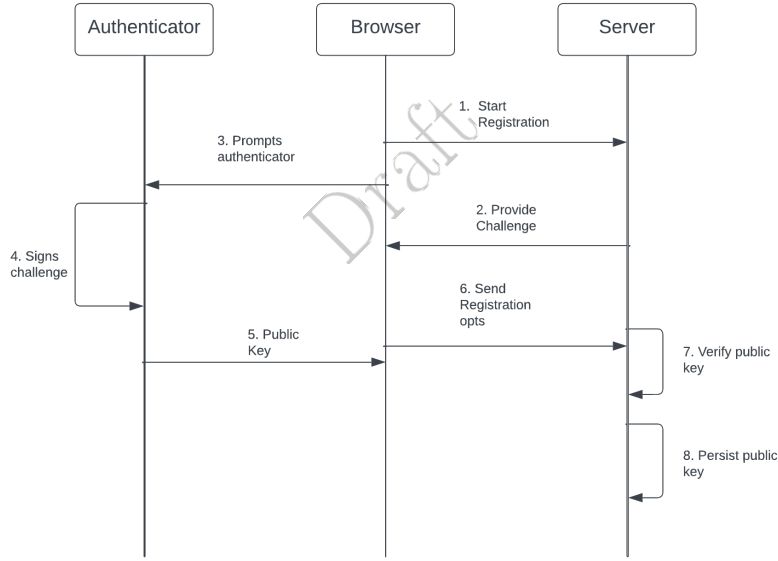 Authenticator
Browser
Server
1. Start
Registration
3. Prompts
authenticator
Draft
2. Provide
Challenge
4. Signs
challenge
6. Send
Registration
opts
5. Public
Key
7. Verify public
key
8. Persist public
key